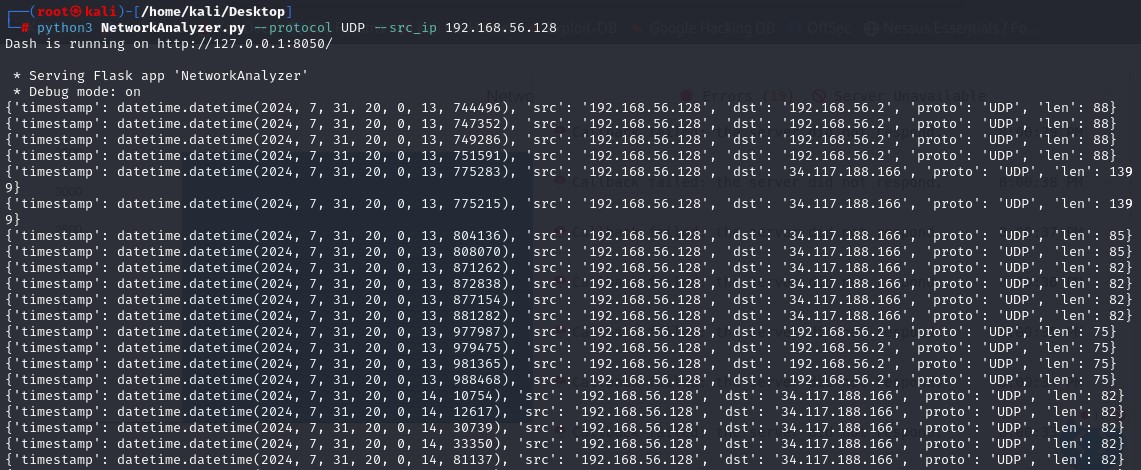 ┌──(root㉿kali)-[/home/kali/Desktop]
└─# python3 NetworkAnalyzer.py --protocol UDP --src_ip 192.168.56.128
Dash is running on http://127.0.0.1:8050/
* Serving Flask app 'NetworkAnalyzer'
* Debug mode: on
{'timestamp': datetime.datetime(2024, 7, 31, 20, 0, 13, 744496), 'src': '192.168.56.128', 'dst': '192.168.56.2', 'proto': 'UDP', 'len': 88}
{'timestamp': datetime.datetime(2024, 7, 31, 20, 0, 13, 747352), 'src': '192.168.56.128', 'dst': '192.168.56.2', 'proto': 'UDP', 'len': 88}
{'timestamp': datetime.datetime(2024, 7, 31, 20, 0, 13, 749286), 'src': '192.168.56.128', 'dst': '192.168.56.2', 'proto': 'UDP', 'len': 88}
{'timestamp': datetime.datetime(2024, 7, 31, 20, 0, 13, 751591), 'src': '192.168.56.128', 'dst': '192.168.56.2', 'proto': 'UDP', 'len': 88}
{'timestamp': datetime.datetime(2024, 7, 31, 20, 0, 13, 775283), 'src': '192.168.56.128', 'dst': '34.117.188.166', 'proto': 'UDP', 'len': 139
9}
{'timestamp': datetime.datetime(2024, 7, 31, 20, 0, 13, 775215), 'src': '192.168.56.128', 'dst': '34.117.188.166', 'proto': 'UDP', 'len': 139
9}
{'timestamp': datetime.datetime(2024, 7, 31, 20, 0, 13, 804136), 'src': '192.168.56.128', 'dst': '34.117.188.166', 'proto': 'UDP', 'len': 85}
{'timestamp': datetime.datetime(2024, 7, 31, 20, 0, 13, 808070), 'src': '192.168.56.128', 'dst': '34.117.188.166', 'proto': 'UDP', 'len': 85}
{'timestamp': datetime.datetime(2024, 7, 31, 20, 0, 13, 871262), 'src': '192.168.56.128', 'dst': '34.117.188.166', 'proto': 'UDP', 'len': 82}
{'timestamp': datetime.datetime(2024, 7, 31, 20, 0, 13, 872838), 'src': '192.168.56.128', 'dst': '34.117.188.166', 'proto': 'UDP', 'len': 82}
{'timestamp': datetime.datetime(2024, 7, 31, 20, 0, 13, 877154), 'src': '192.168.56.128', 'dst': '34.117.188.166', 'proto': 'UDP', 'len': 82}
{'timestamp': datetime.datetime(2024, 7, 31, 20, 0, 13, 881282), 'src': '192.168.56.128', 'dst': '34.117.188.166', 'proto': 'UDP', 'len': 82}
{'timestamp': datetime.datetime(2024, 7, 31, 20, 0, 13, 977987), 'src': '192.168.56.128', 'dst': '192.168.56.2', 'proto': 'UDP', 'len': 75}
{'timestamp': datetime.datetime(2024, 7, 31, 20, 0, 13, 979475), 'src': '192.168.56.128', 'dst': '192.168.56.2', 'proto': 'UDP', 'len': 75}
{'timestamp': datetime.datetime(2024, 7, 31, 20, 0, 13, 981365), 'src': '192.168.56.128', 'dst': '192.168.56.2', 'proto': 'UDP', 'len': 75}
{'timestamp': datetime.datetime(2024, 7, 31, 20, 0, 13, 988468), 'src': '192.168.56.128', 'dst': '192.168.56.2', 'proto': 'UDP', 'len': 75}
{'timestamp': datetime.datetime(2024, 7, 31, 20, 0, 14, 10754), 'src': '192.168.56.128', 'dst': '34.117.188.166', 'proto': 'UDP', 'len': 82}
{'timestamp': datetime.datetime(2024, 7, 31, 20, 0, 14, 12617), 'src': '192.168.56.128', 'dst': '34.117.188.166', 'proto': 'UDP', 'len': 82}
{'timestamp': datetime.datetime(2024, 7, 31, 20, 0, 14, 30739), 'src': '192.168.56.128', 'dst': '34.117.188.166', 'proto': 'UDP', 'len': 82}
{'timestamp': datetime.datetime(2024, 7, 31, 20, 0, 14, 33350), 'src': '192.168.56.128', 'dst': '34.117.188.166', 'proto': 'UDP', 'len': 82}
{'timestamp': datetime.datetime(2024, 7, 31, 20, 0, 14, 81137), 'src': '192.168.56.128', 'dst': '34.117.188.166', 'proto': 'UDP', 'len': 82}